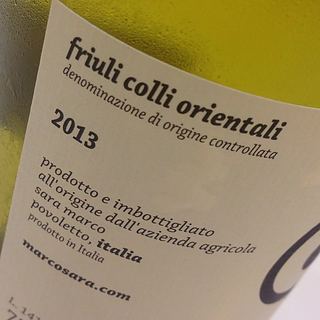 friuli colli orientali
denominazione di origine controllata
2013
prodotto e imbottigliato
all'origine dall'azienda agricola
sara marco
povoletto, italia
prodotto in Italia
marcosara.com